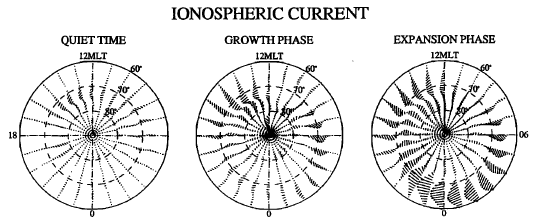 IONOSPHERIC CURRENT
QUIET TIME GROWTH PHASE EXPANSION PHASE
12MLT 12MLT 12MLT
60° 60° 60°
70° 70° 70°
80° 80° 80°
18 06
0 0 0